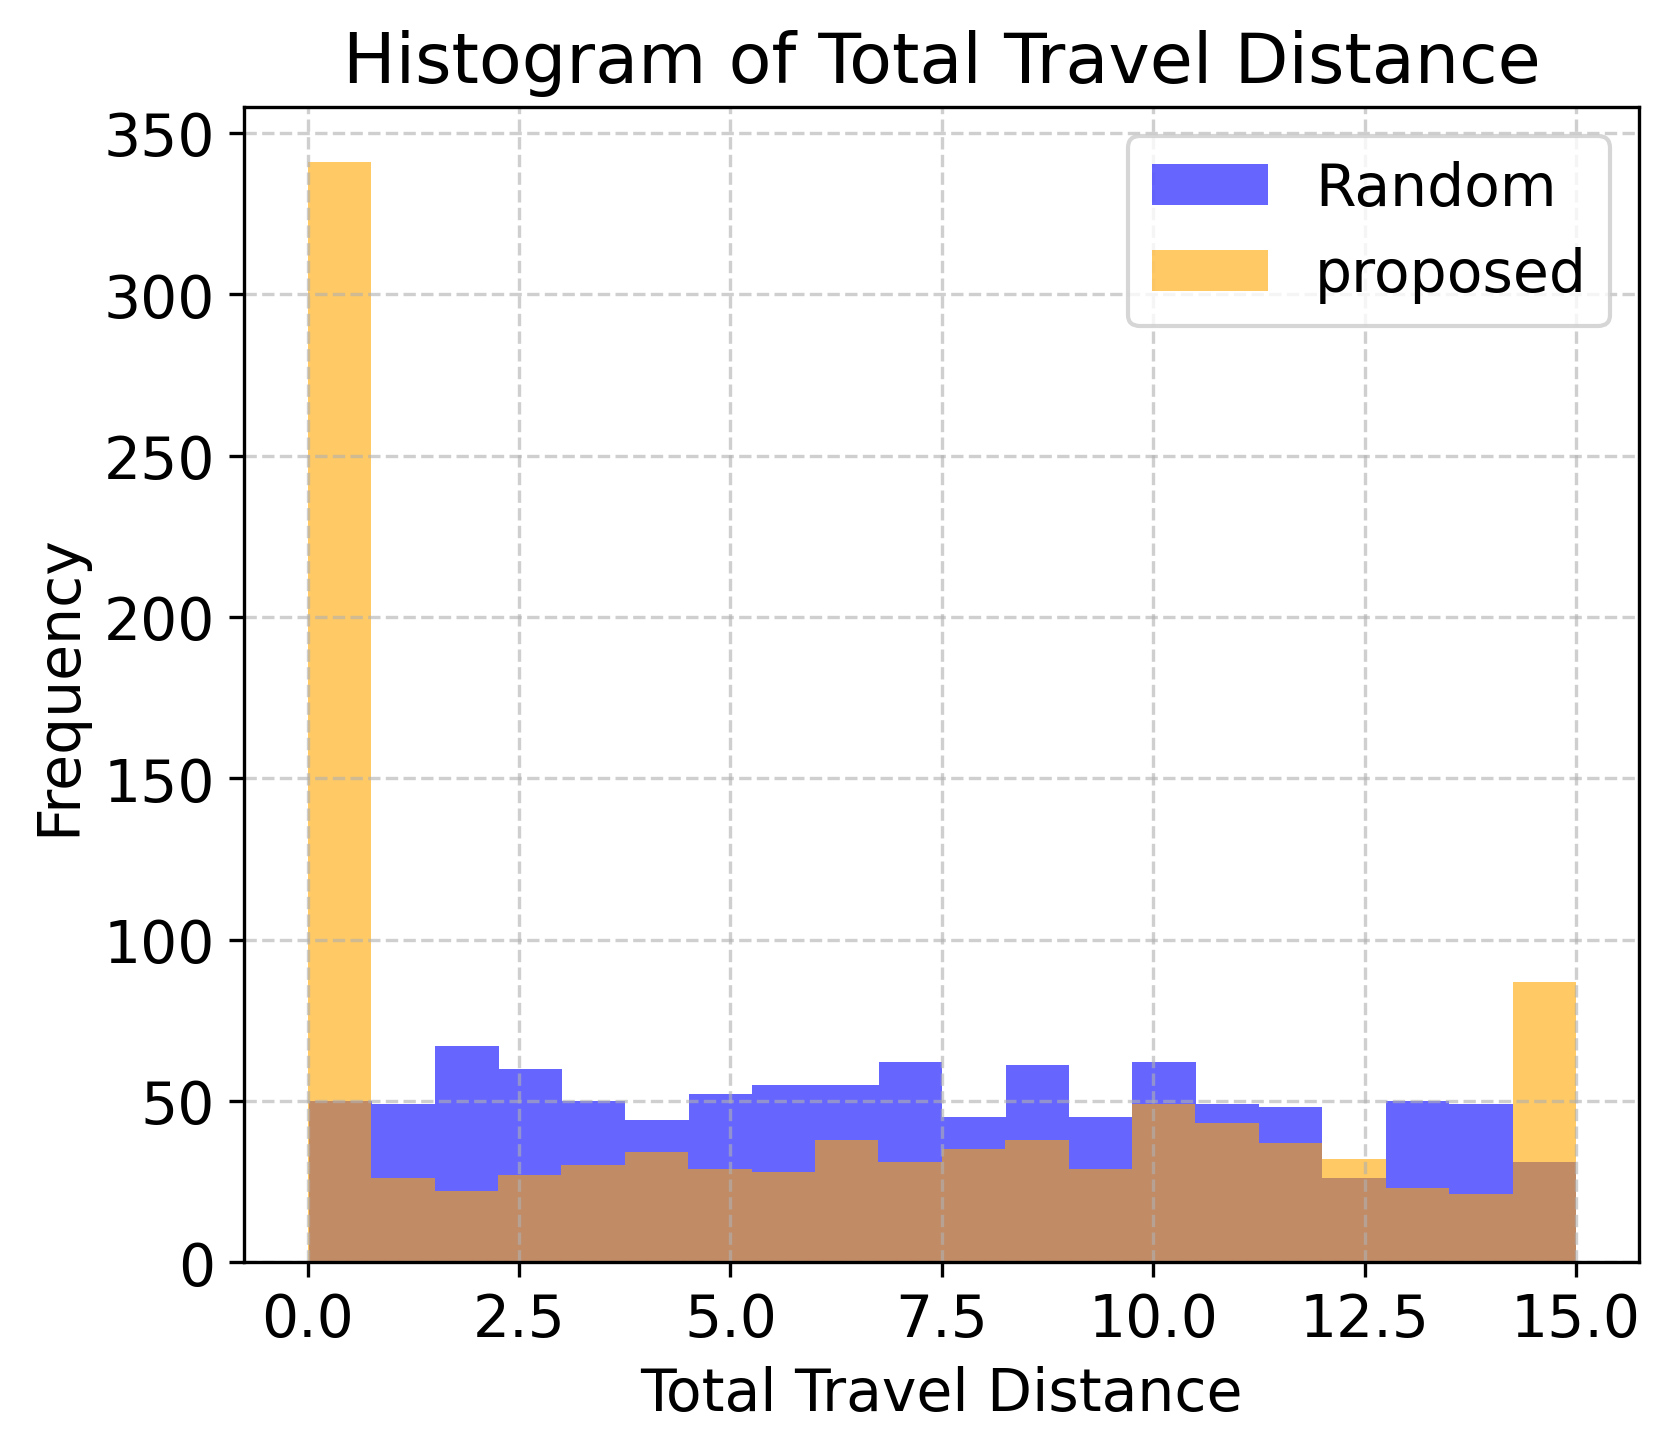 Histogram of Total Travel Distance
Random
proposed
Frequency
350
300
250
200
150
100
50
0
0.0 2.5 5.0 7.5 10.0 12.5 15.0
Total Travel Distance